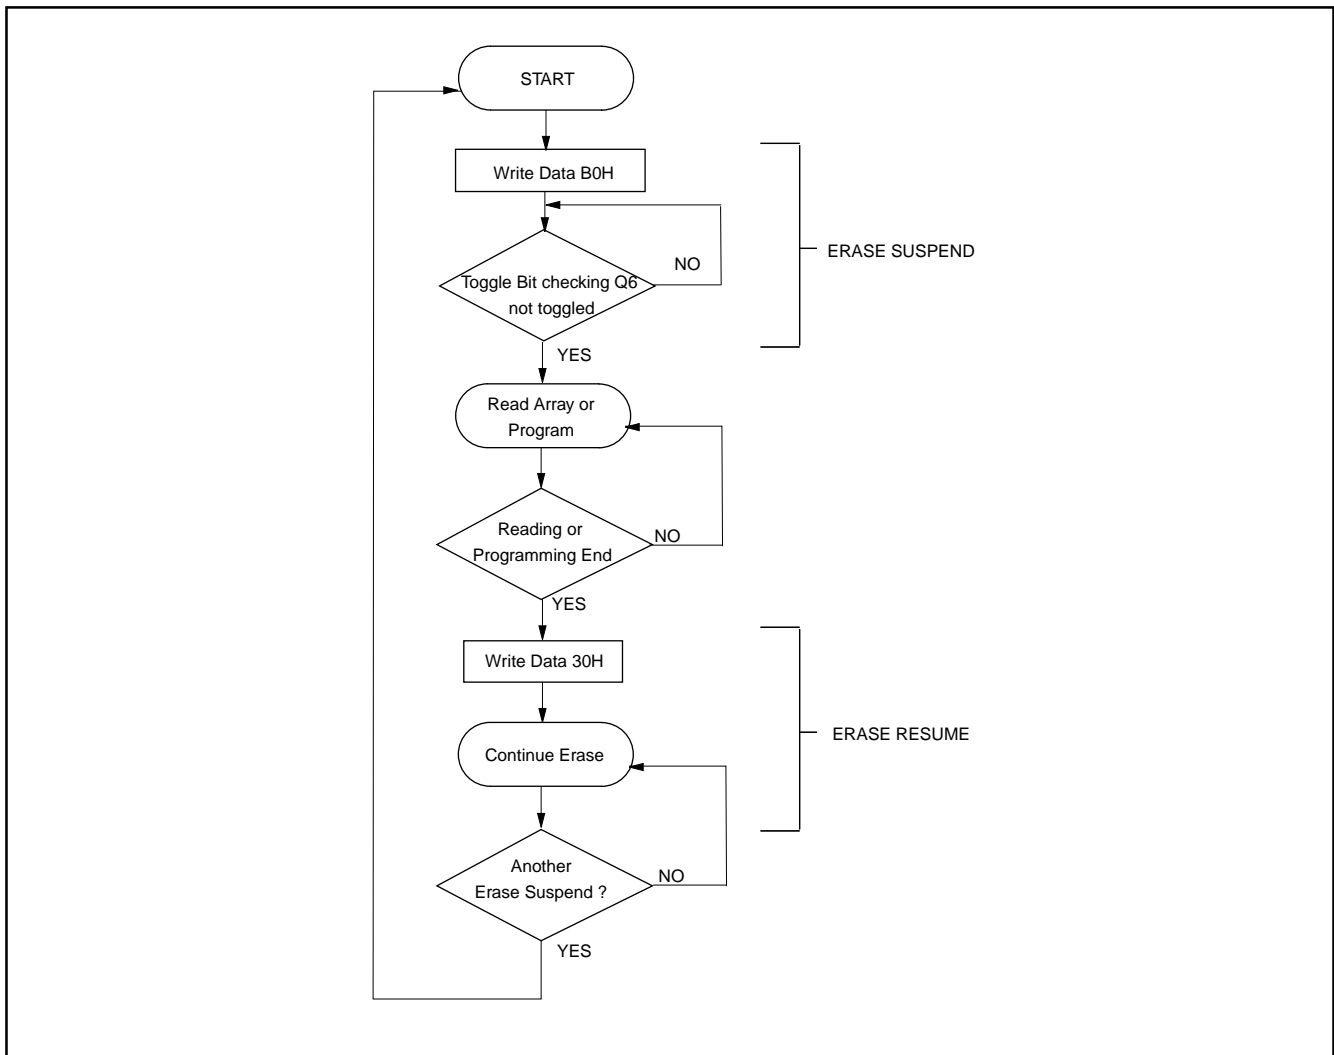 START
Write Data B0H
ERASE SUSPEND
NO
Toggle Bit checking Q6
not toggled
YES
Read Array or
Program
Reading or
Programming End
NO
YES
Write Data 30H
ERASE RESUME
Continue Erase
Another
Erase Suspend ?
NO
YES